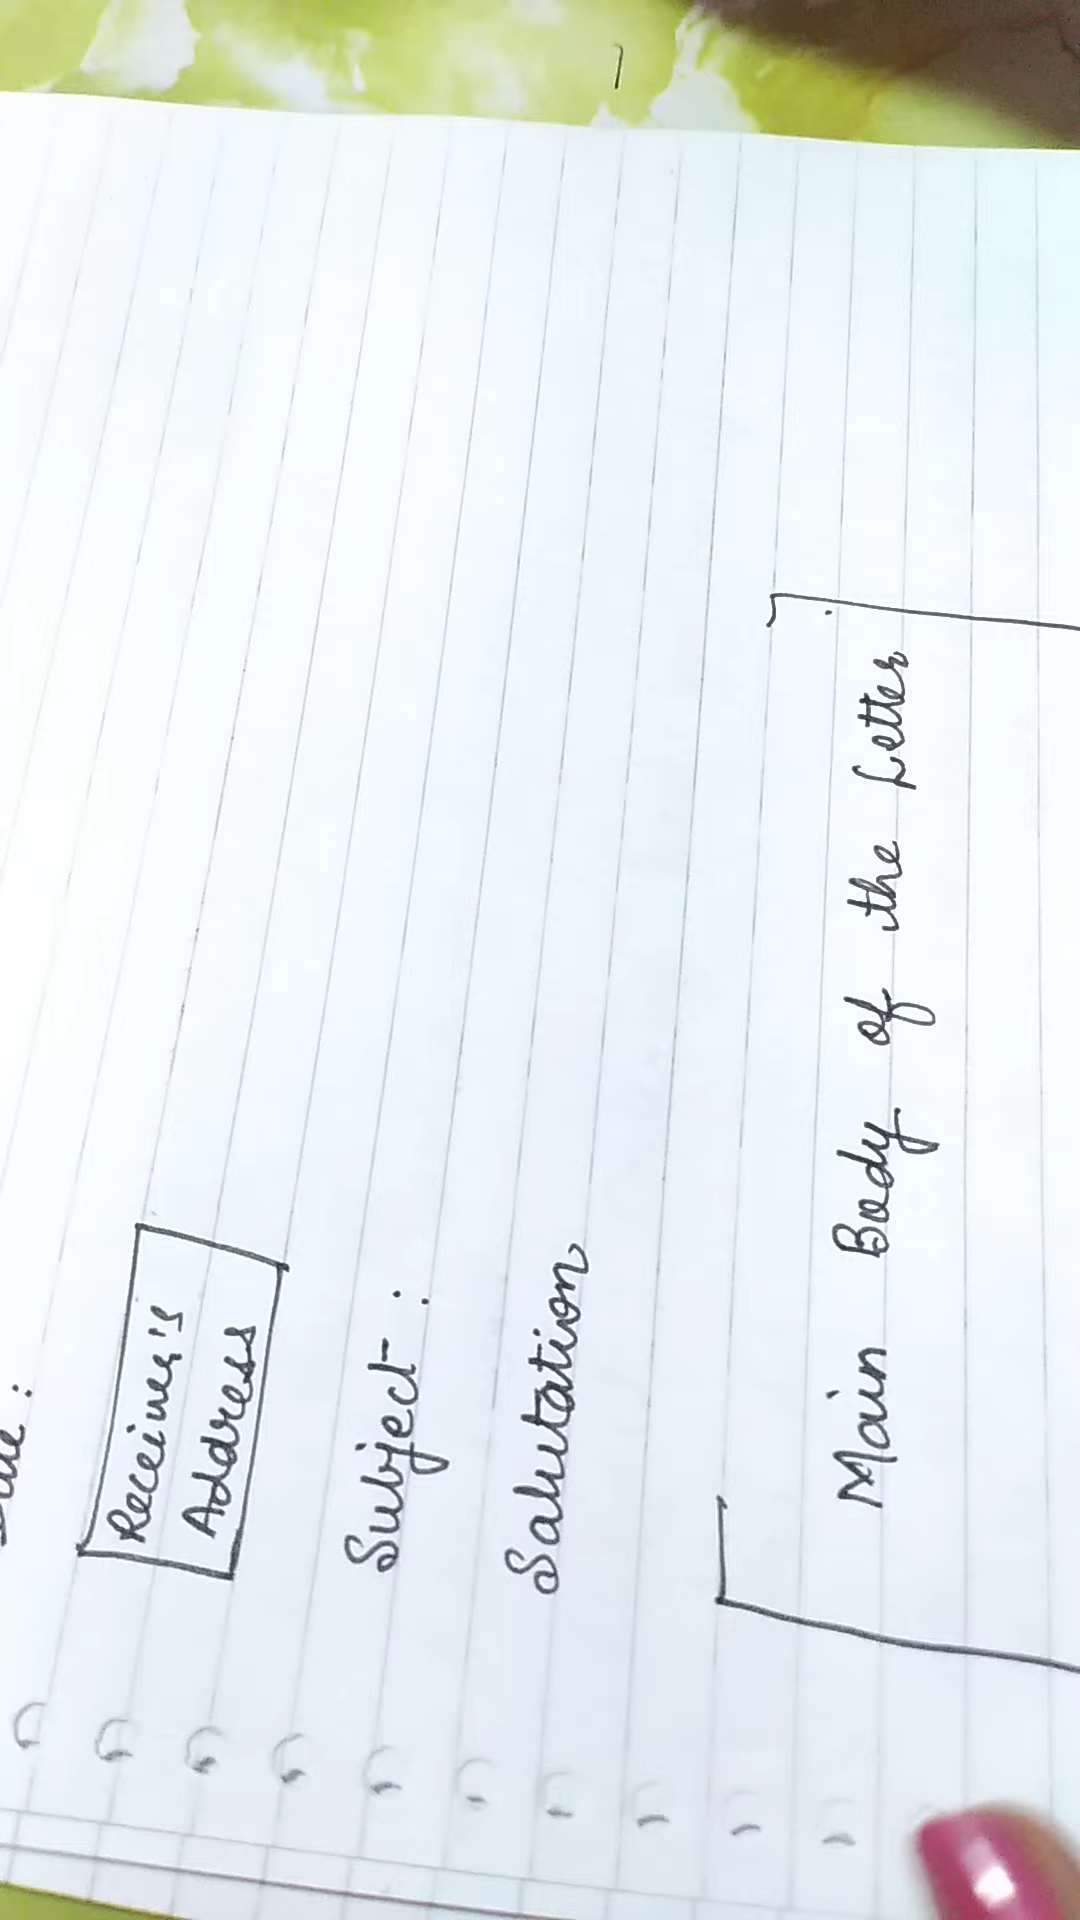 Receiver's
Address
Subject :
Salutation
Main Body of the Letter